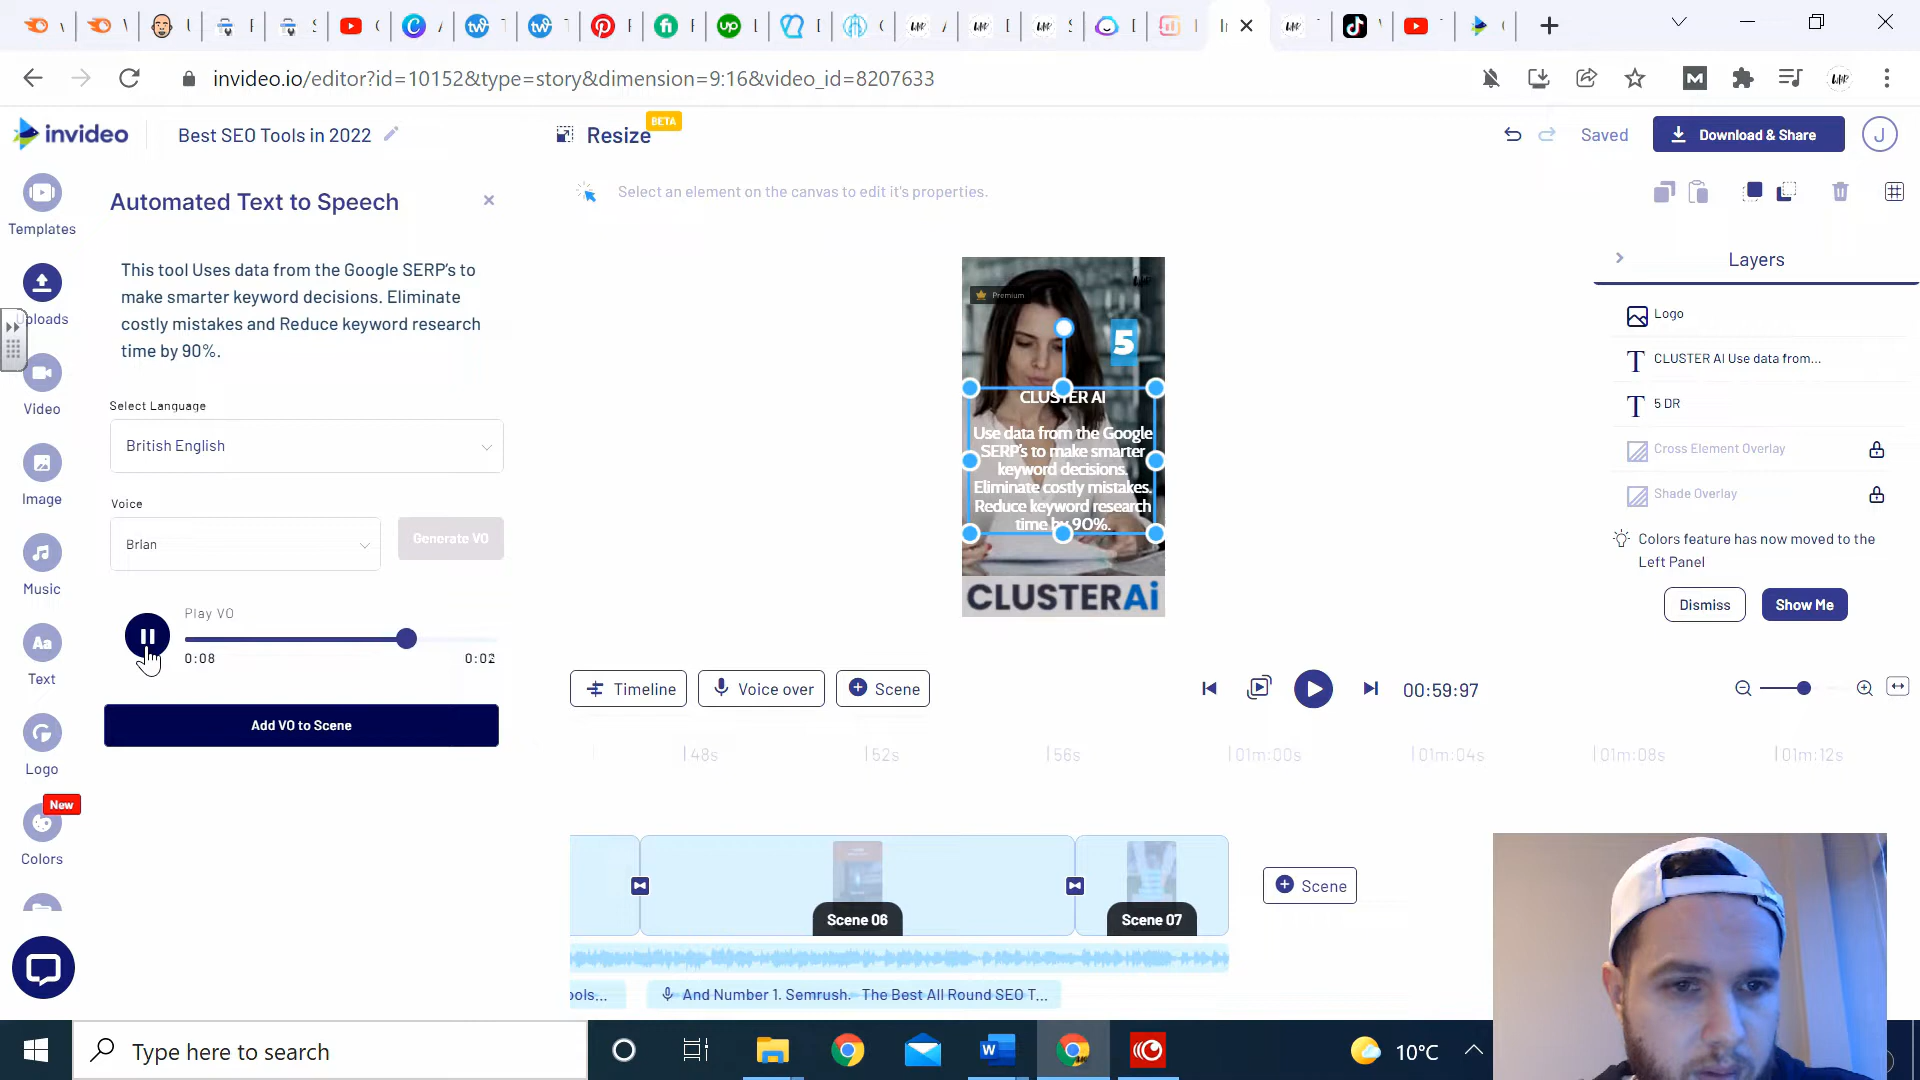 invideo.io/editor?id=10152&type=story&dimension=9:16&video_id=8207633
invideo
Best SEO Tools in 2022
Resize
BETA
Saved
Download & Share
J
Templates
Uploads
Video
Image
Music
Text
Logo
New
Colors
Automated Text to Speech
This tool Uses data from the Google SERP's to
make smarter keyword decisions. Eliminate
costly mistakes and Reduce keyword research
time by 90%.
Select Language
British English
Voice
Brian
Generate VO
Play VO
0:08
0:02
Add VO to Scene
Select an element on the canvas to edit it's properties.
Premium
5
CLUSTER AI
Use data from the Google
SERP's to make smarter
keyword decisions.
Eliminate costly mistakes.
Reduce keyword research
time by 90%.
CLUSTERAi
Layers
Logo
CLUSTER AI Use data from...
5 DR
Cross Element Overlay
Shade Overlay
Colors feature has now moved to the
Left Panel
Dismiss
Show Me
Timeline
Voice over
Scene
00:59:97
48s
52s
56s
01m:00s
01m:04s
01m:08s
01m:12s
Scene 06
Scene 07
Scene
ools...
And Number 1. Semrush. The Best All Round SEO T...
Type here to search
10°C